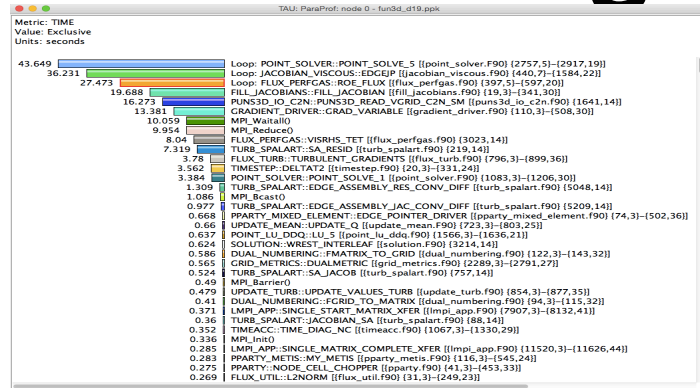 TAU: ParaProf: node 0 - fun3d_d19.ppk
Metric: TIME
Value: Exclusive
Units: seconds
43.649 Loop: POINT_SOLVER::POINT_SOLVE_5 [{point_solver.F90} {2757,5}-{2917,19}]
36.231 Loop: JACOBIAN_VISCOUS::EDGEJP [{jacobian_viscous.f90} {440,7}-{1584,22}]
27.473 Loop: FLUX_PERFGAS::ROE_FLUX [{flux_perfgas.f90} {397,5}-{597,20}]
19.688 FILL_JACOBIANS::FILL_JACOBIAN [{fill_jacobians.f90} {19,3}-{341,30}]
16.273 PUNS3D_IO_C2N::PUNS3D_READ_VGRID_C2N_SM [{puns3d_io_c2n.f90} {1641,14}]
13.381 GRADIENT_DRIVER::GRAD_VARIABLE [{gradient_driver.f90} {110,3}-{508,30}]
10.059 MPI_Waitall()
9.954 MPI_Reduce()
8.04 FLUX_PERFGAS::VISRHS_TET [{flux_perfgas.f90} {3023,14}]
7.319 TURB_SPALART::SA_RESID [{turb_spalart.f90} {219,14}]
3.78 FLUX_TURB::TURBULENT_GRADIENTS [{flux_turb.f90} {796,3}-{899,36}]
3.562 TIMESTEP::DELTAT2 [{timestep.f90} {20,3}-{331,24}]
3.384 POINT_SOLVER::POINT_SOLVE_1 [{point_solver.F90} {1083,3}-{1206,30}]
1.309 TURB_SPALART::EDGE_ASSEMBLY_RES_CONV_DIFF [{turb_spalart.f90} {5048,14}]
1.086 MPI_Bcast()
0.977 TURB_SPALART::EDGE_ASSEMBLY_JAC_CONV_DIFF [{turb_spalart.f90} {5209,14}]
0.668 PPARTY_MIXED_ELEMENT::EDGE_POINTER_DRIVER [{pparty_mixed_element.f90} {74,3}-{502,36}]
0.66 UPDATE_MEAN::UPDATE_Q [{update_mean.f90} {723,3}-{803,25}]
0.637 POINT_LU_DDQ::LU_5 [{point_lu_ddq.f90} {1566,3}-{1636,21}]
0.624 SOLUTION::WREST_INTERLEAF [{solution.F90} {3214,14}]
0.586 DUAL_NUMBERING::FMATRIX_TO_GRID [{dual_numbering.f90} {122,3}-{143,32}]
0.565 GRID_METRICS::DUALMETRIC [{grid_metrics.f90} {2289,3}-{2791,27}]
0.524 TURB_SPALART::SA_JACOB [{turb_spalart.f90} {757,14}]
0.49 MPI_Barrier()
0.479 UPDATE_TURB::UPDATE_VALUES_TURB [{update_turb.f90} {854,3}-{877,35}]
0.41 DUAL_NUMBERING::FGRID_TO_MATRIX [{dual_numbering.f90} {94,3}-{115,32}]
0.371 LMPI_APP::SINGLE_START_MATRIX_XFER [{lmpi_app.F90} {7907,3}-{8132,41}]
0.36 TURB_SPALART::JACOBIAN_SA [{turb_spalart.f90} {88,14}]
0.352 TIMEACC::TIME_DIAG_NC [{timeacc.f90} {1067,3}-{1330,29}]
0.336 MPI_Init()
0.285 LMPI_APP::SINGLE_MATRIX_COMPLETE_XFER [{lmpi_app.F90} {11520,3}-{11626,44}]
0.283 PPARTY_METIS::MY_METIS [{pparty_metis.F90} {116,3}-{545,24}]
0.275 PPARTY::NODE_CELL_CHOPPER [{pparty.f90} {41,3}-{453,33}]
0.269 FLUX_UTIL::L2NORM [{flux_util.f90} {31,3}-{249,23}]